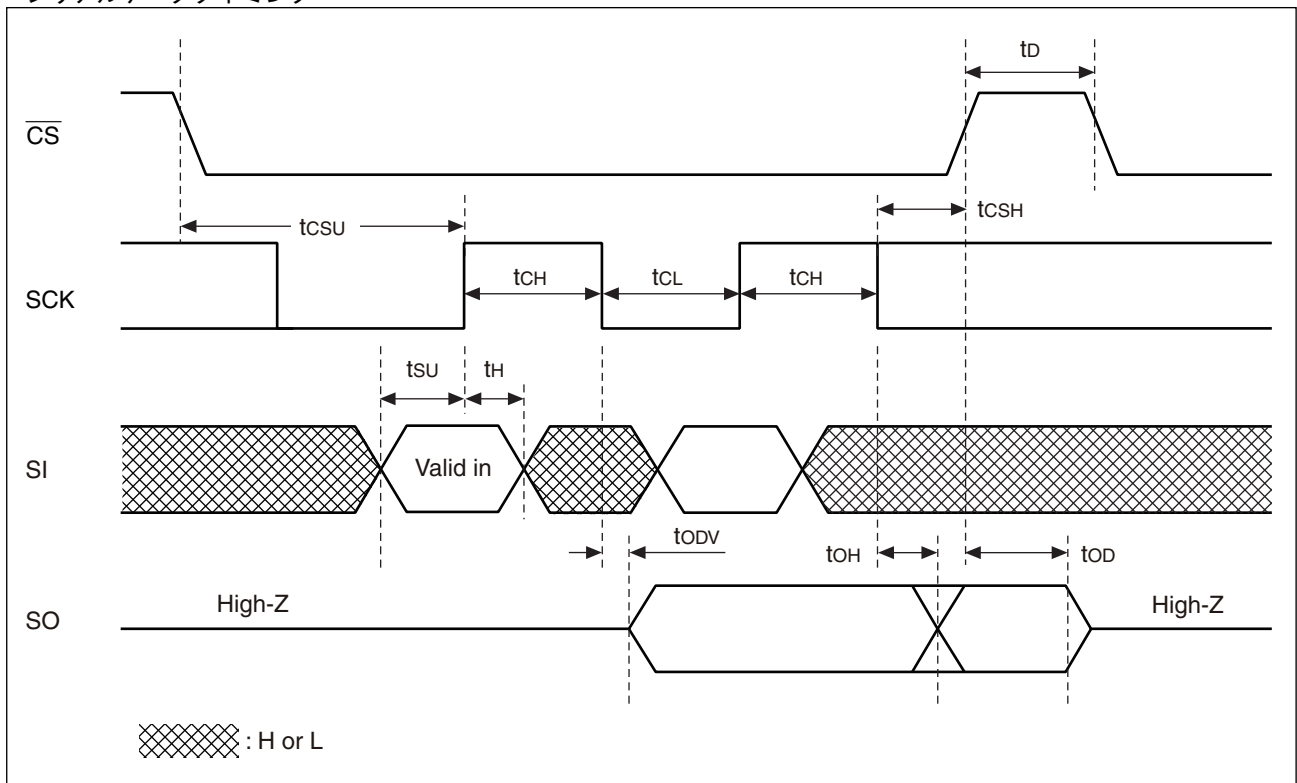 tD
CS
tCSU
tCSH
SCK
tCH
tCL
tCH
tSU
tH
SI
Valid in
tODV
tOH
tOD
SO
High-Z
High-Z
: H or L